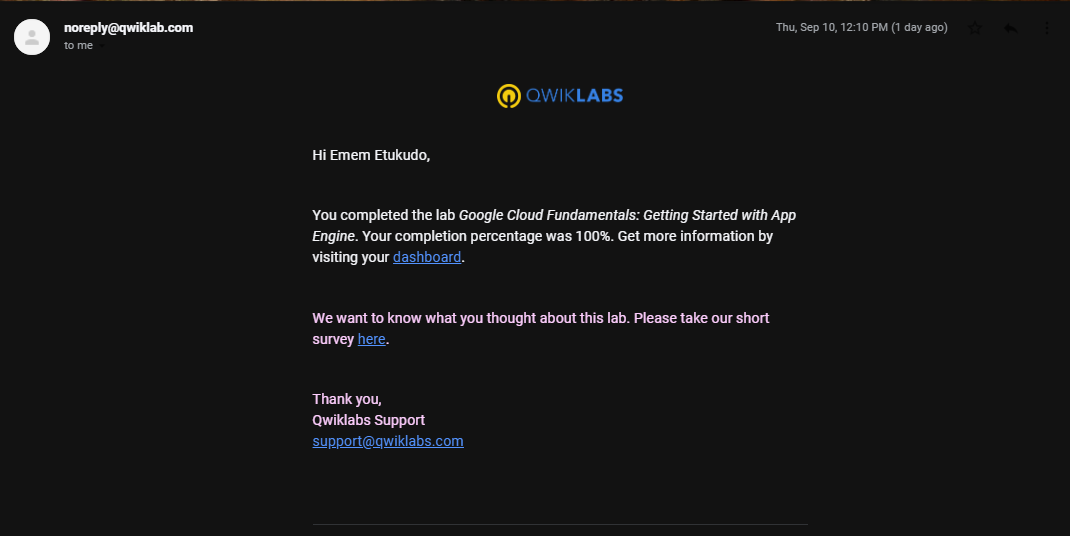 noreply@qwiklab.com
Thu, Sep 10, 12:10 PM (1 day ago)
to me
QWIKLABS
Hi Emem Etukudo,
You completed the lab Google Cloud Fundamentals: Getting Started with App
Engine. Your completion percentage was 100%. Get more information by
visiting your dashboard.
We want to know what you thought about this lab. Please take our short
survey here.
Thank you,
Qwiklabs Support
support@qwiklabs.com